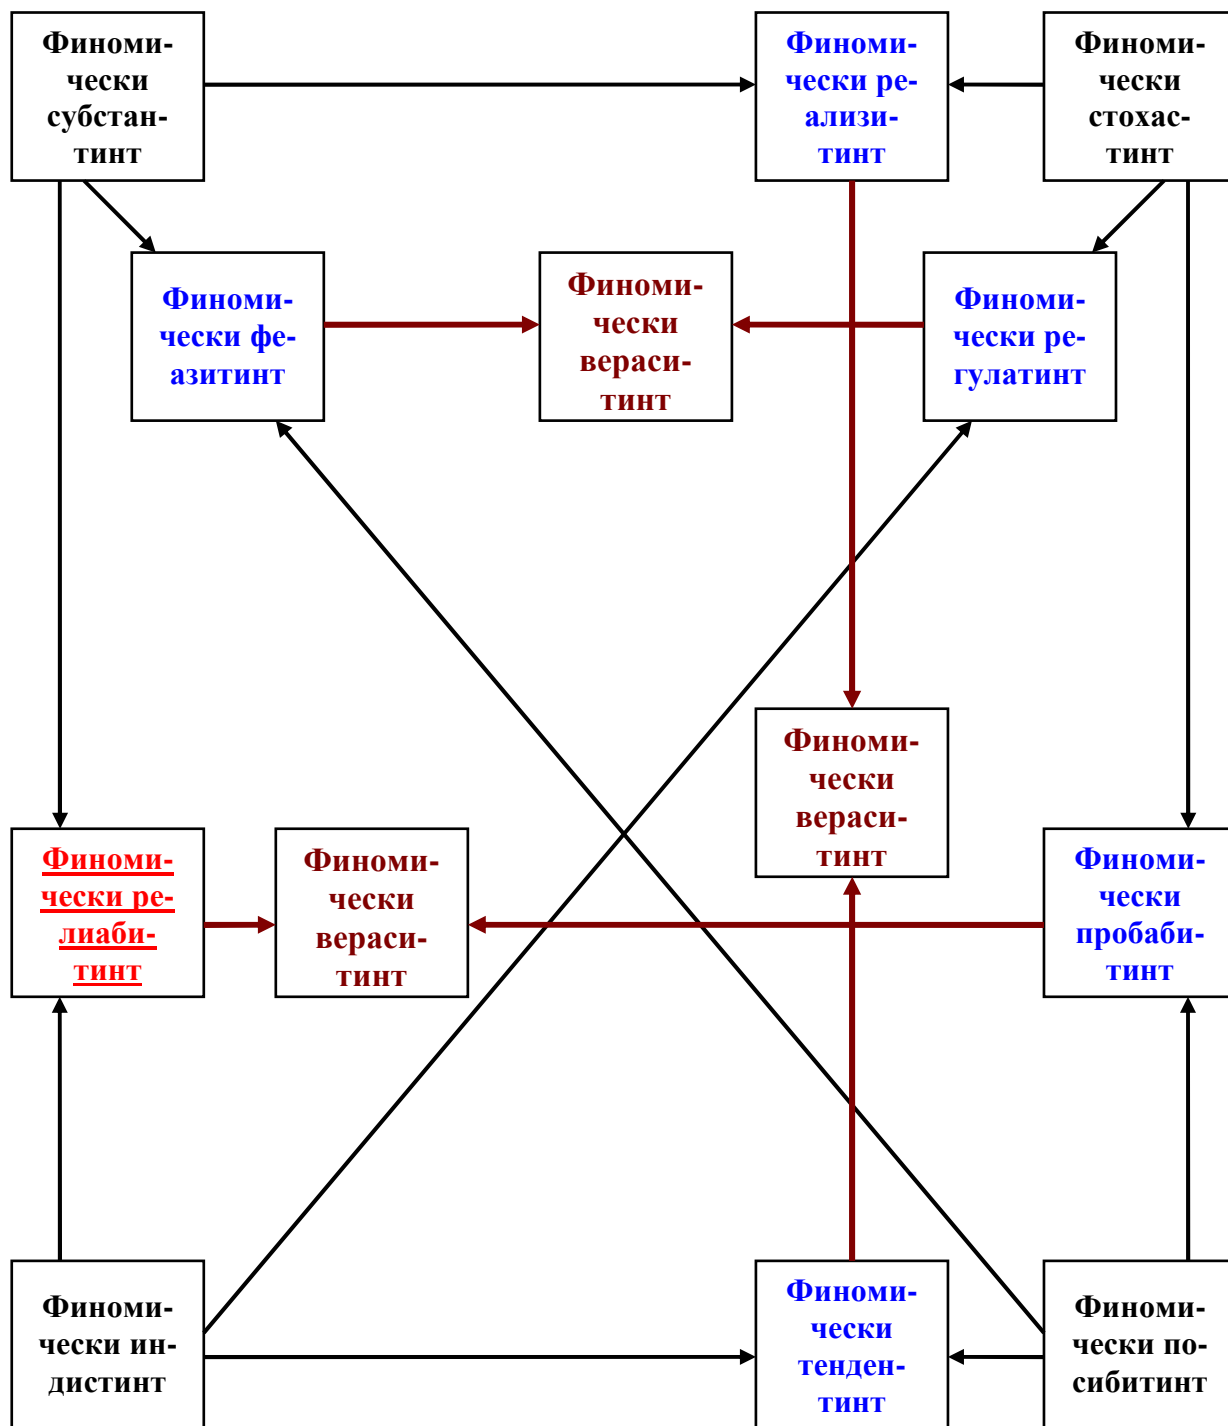 Финоми-
чески
субстан-
тинт
Финоми-
чески ре-
ализи-
тинт
Финоми-
чески
стохас-
тинт
Финоми-
чески фе-
азитинт
Финоми-
чески
вераси-
тинт
Финоми-
чески ре-
гулатинт
Финоми-
чески
вераси-
тинт
Финоми-
чески ре-
лиаби-
тинт
Финоми-
чески
вераси-
тинт
Финоми-
чески
пробаби-
тинт
Финоми-
чески ин-
дистинт
Финоми-
чески
тенден-
тинт
Финоми-
чески по-
сибитинт